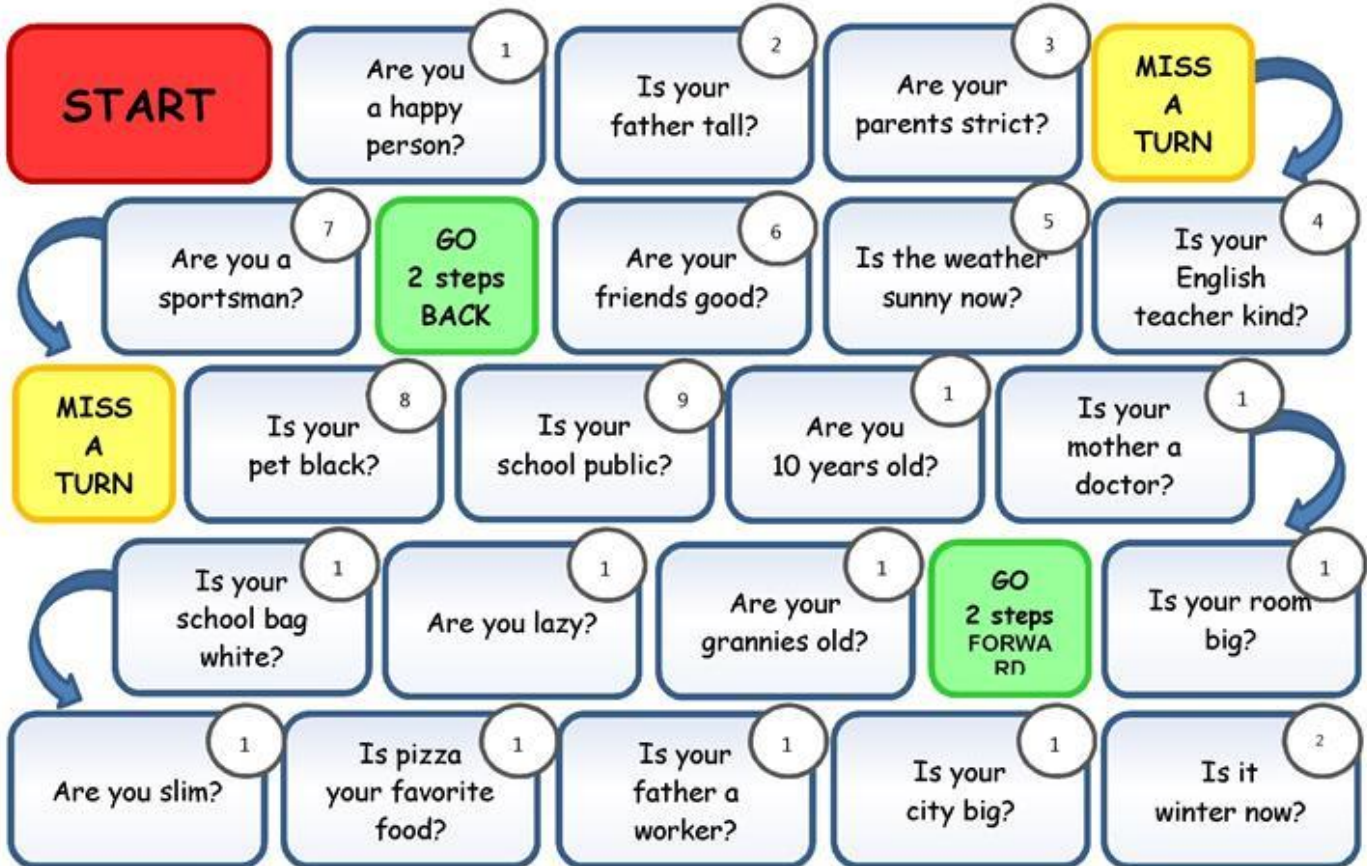 START
1
Are you
a happy
person?
2
Is your
father tall?
3
Are your
parents strict?
MISS
A
TURN
7
Are you a
sportsman?
GO
2 steps
BACK
6
Are your
friends good?
5
Is the weather
sunny now?
4
Is your
English
teacher kind?
MISS
A
TURN
8
Is your
pet black?
9
Is your
school public?
1
Are you
10 years old?
1
Is your
mother a
doctor?
1
Is your
school bag
white?
1
Are you lazy?
1
Are your
grannies old?
GO
2 steps
FORWA
RD
1
Is your room
big?
1
Are you slim?
1
Is pizza
your favorite
food?
1
Is your
father a
worker?
1
Is your
city big?
2
Is it
winter now?